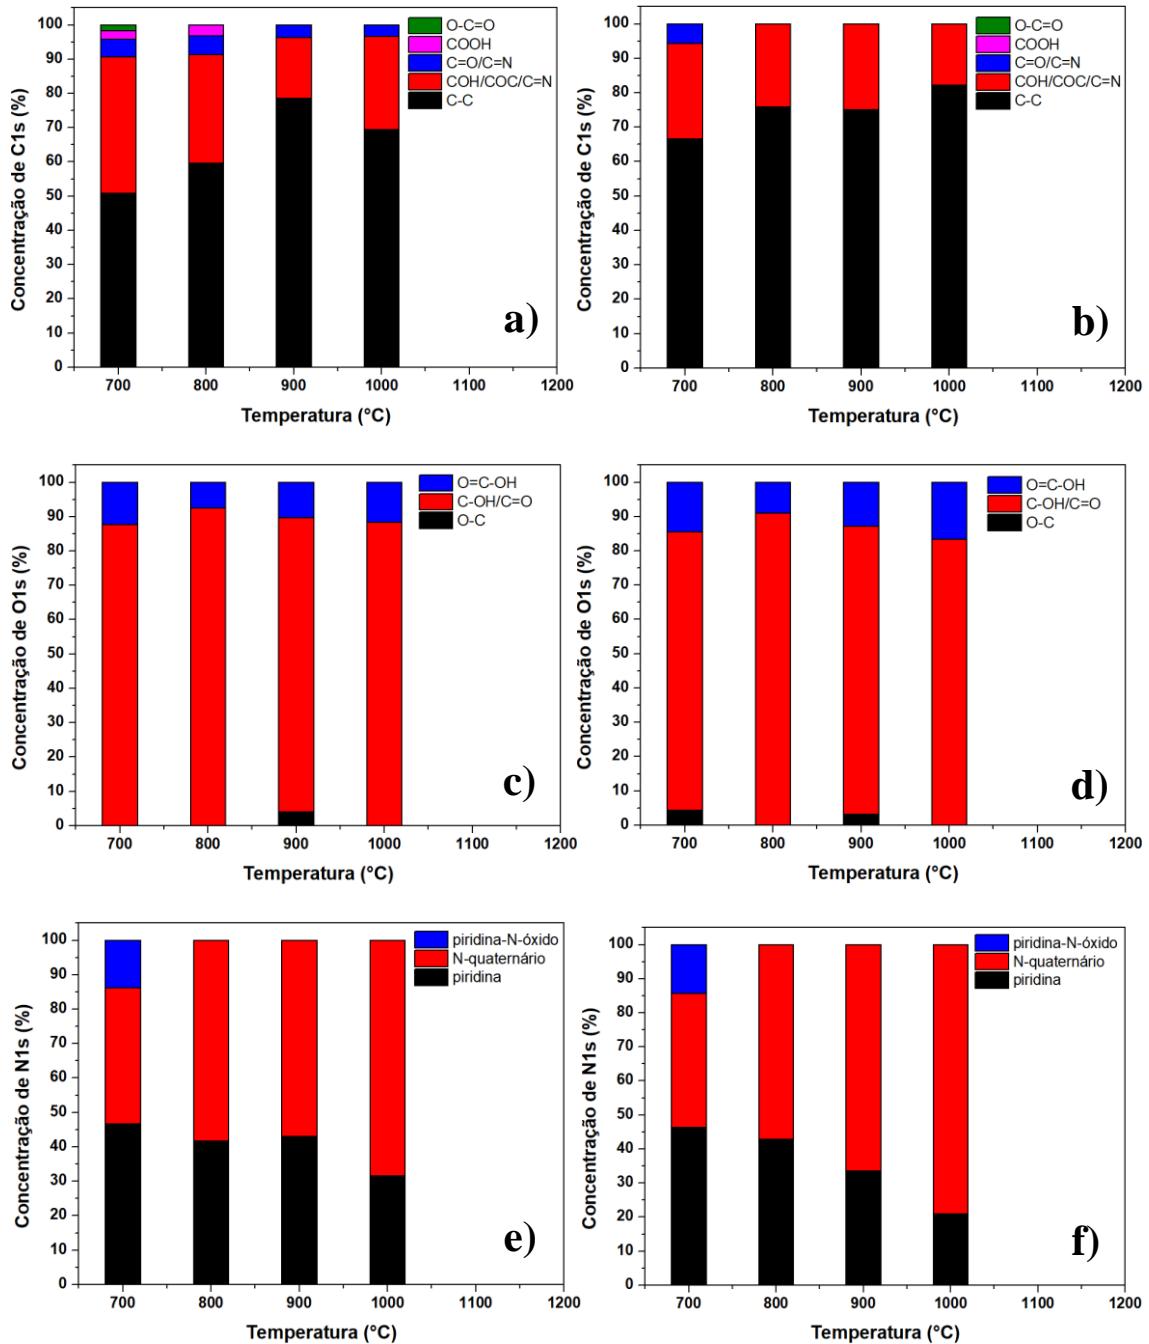 Concentração de C1s (%)
100
90
80
70
60
50
40
30
20
10
0
O-C=O
COOH
C=O/C=N
COH/COC/C=N
C-C
a)
700 800 900 1000 1100 1200
Temperatura (°C)
Concentração de C1s (%)
100
90
80
70
60
50
40
30
20
10
0
O-C=O
COOH
C=O/C=N
COH/COC/C=N
C-C
b)
700 800 900 1000 1100 1200
Temperatura (°C)
Concentração de O1s (%)
100
90
80
70
60
50
40
30
20
10
0
O=C-OH
C-OH/C=O
O-C
c)
700 800 900 1000 1100 1200
Temperatura (°C)
Concentração de O1s (%)
100
90
80
70
60
50
40
30
20
10
0
O=C-OH
C-OH/C=O
O-C
d)
700 800 900 1000 1100 1200
Temperatura (°C)
Concentração de N1s (%)
100
90
80
70
60
50
40
30
20
10
0
piridina-N-óxido
N-quaternário
piridina
e)
700 800 900 1000 1100 1200
Temperatura (°C)
Concentração de N1s (%)
100
90
80
70
60
50
40
30
20
10
0
piridina-N-óxido
N-quaternário
piridina
f)
700 800 900 1000 1100 1200
Temperatura (°C)